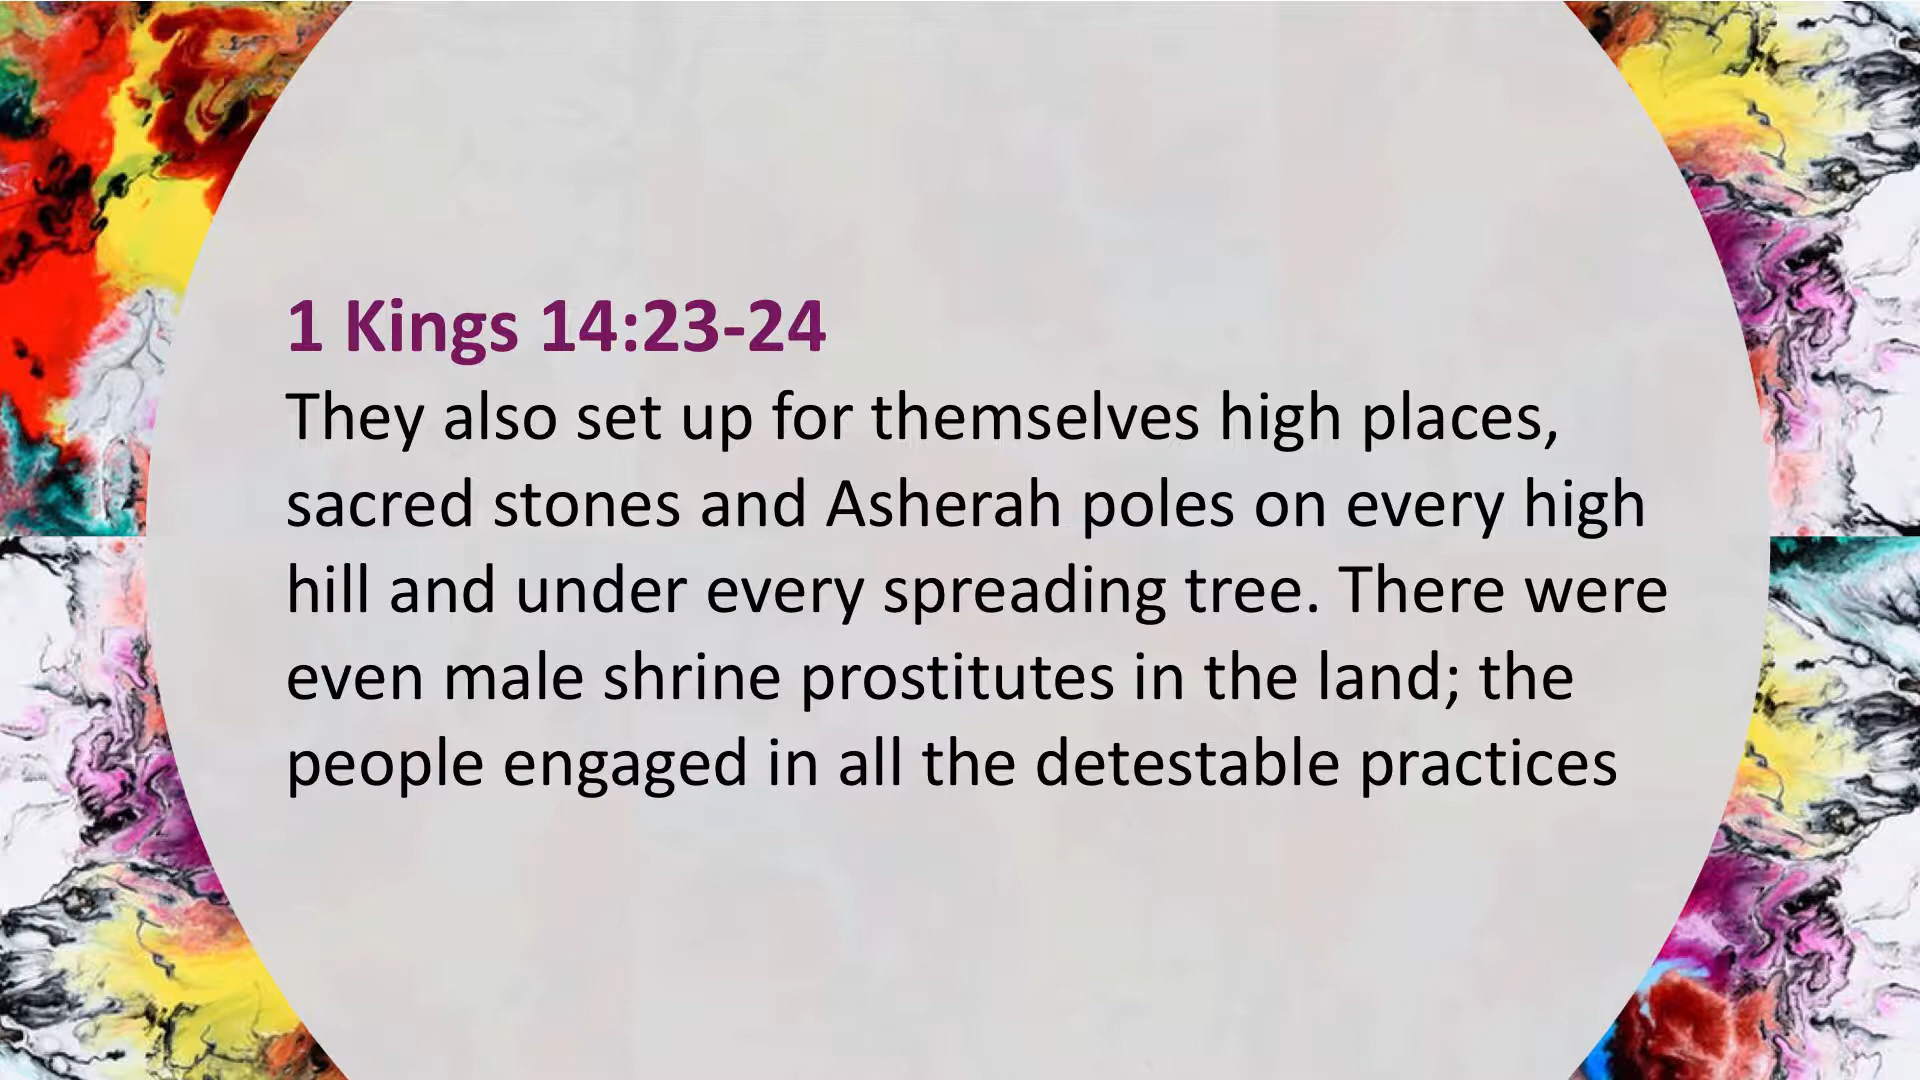 1 Kings 14:23-24
They also set up for themselves high places,
sacred stones and Asherah poles on every high
hill and under every spreading tree. There were
even male shrine prostitutes in the land; the
people engaged in all the detestable practices